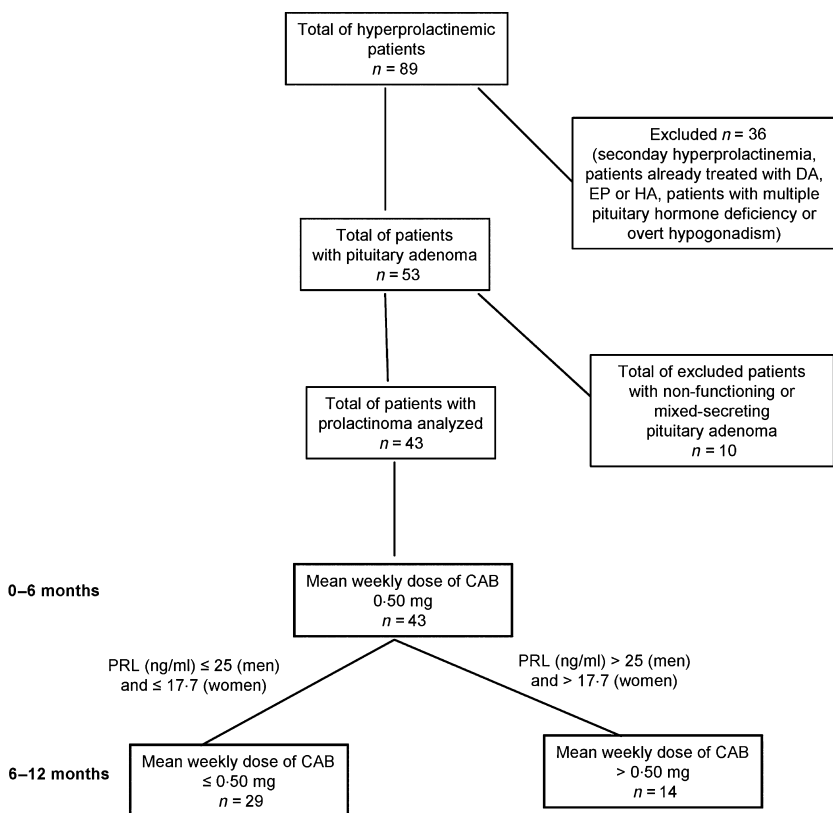 Total of hyperprolactinemic
patients
n = 89
Excluded n = 36
(seconday hyperprolactinemia,
patients already treated with DA,
EP or HA, patients with multiple
pituitary hormone deficiency or
overt hypogonadism)
Total of patients
with pituitary adenoma
n = 53
Total of excluded patients
with non-functioning or
mixed-secreting
pituitary adenoma
n = 10
Total of patients with
prolactinoma analyzed
n = 43
0–6 months
Mean weekly dose of CAB
0·50 mg
n = 43
PRL (ng/ml) ≤ 25 (men)
and ≤ 17·7 (women)
PRL (ng/ml) > 25 (men)
and > 17·7 (women)
6–12 months
Mean weekly dose of CAB
≤ 0·50 mg
n = 29
Mean weekly dose of CAB
> 0·50 mg
n = 14